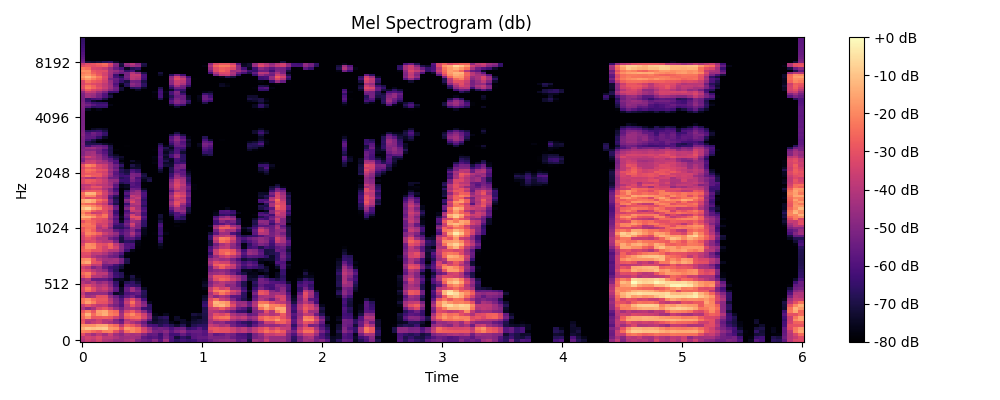 Mel Spectrogram (db)
+0 dB
8192
-10 dB
4096
-20 dB
-30 dB
Hz
2048
-40 dB
1024
-50 dB
-60 dB
512
-70 dB
0
-80 dB
0 1 2 3 4 5 6
Time